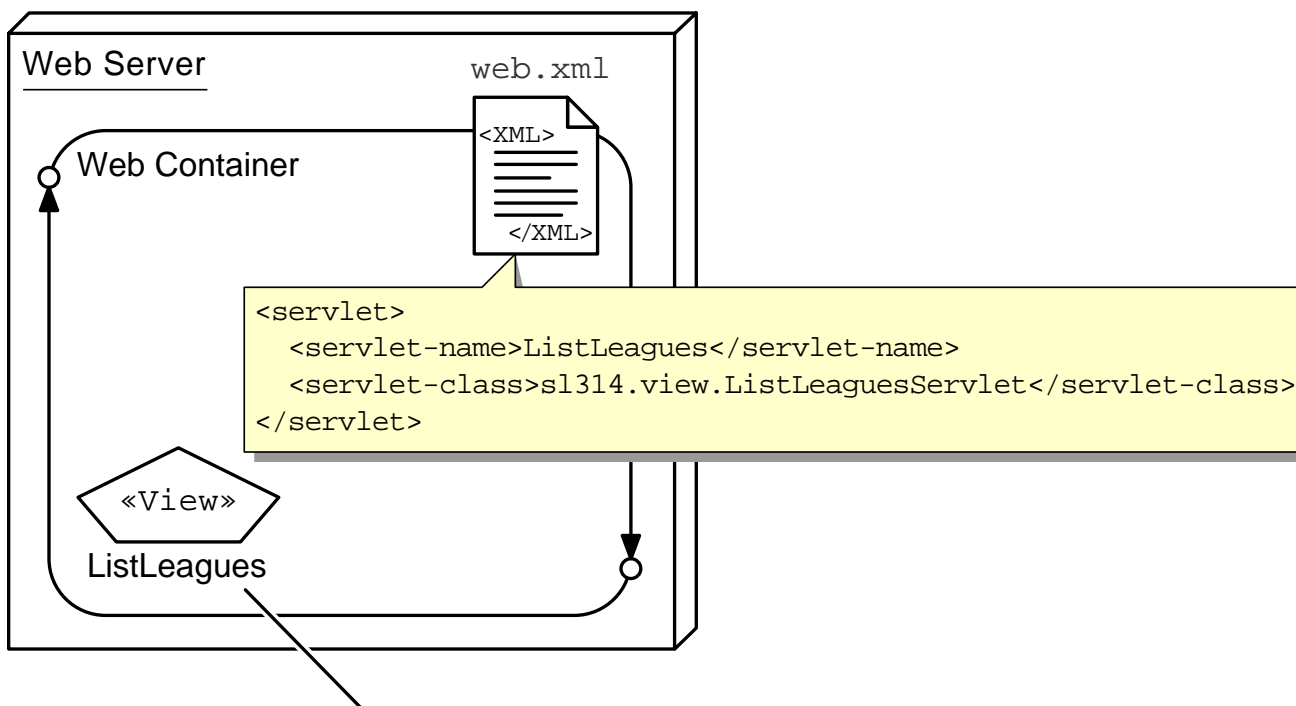 Web Server
web.xml
<XML>
Web Container
</XML>
<servlet>
  <servlet-name>ListLeagues</servlet-name>
  <servlet-class>sl314.view.ListLeaguesServlet</servlet-class>
</servlet>
«View»
ListLeagues